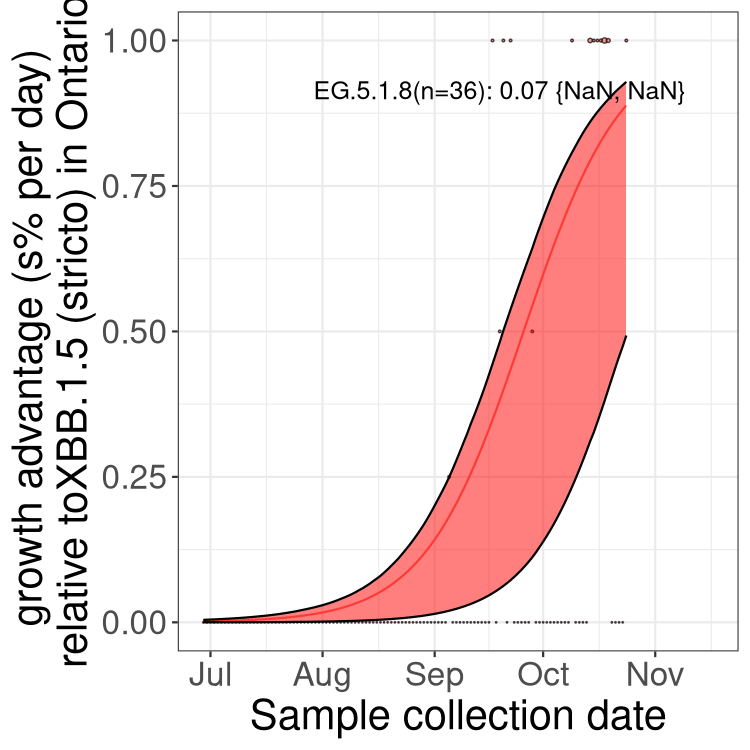 growth advantage (s% per day)
relative toXBB.1.5 (stricto) in Ontario
1.00
0.75
0.50
0.25
0.00
EG.5.1.8(n=36): 0.07 {NaN, NaN}
Jul Aug Sep Oct Nov
Sample collection date